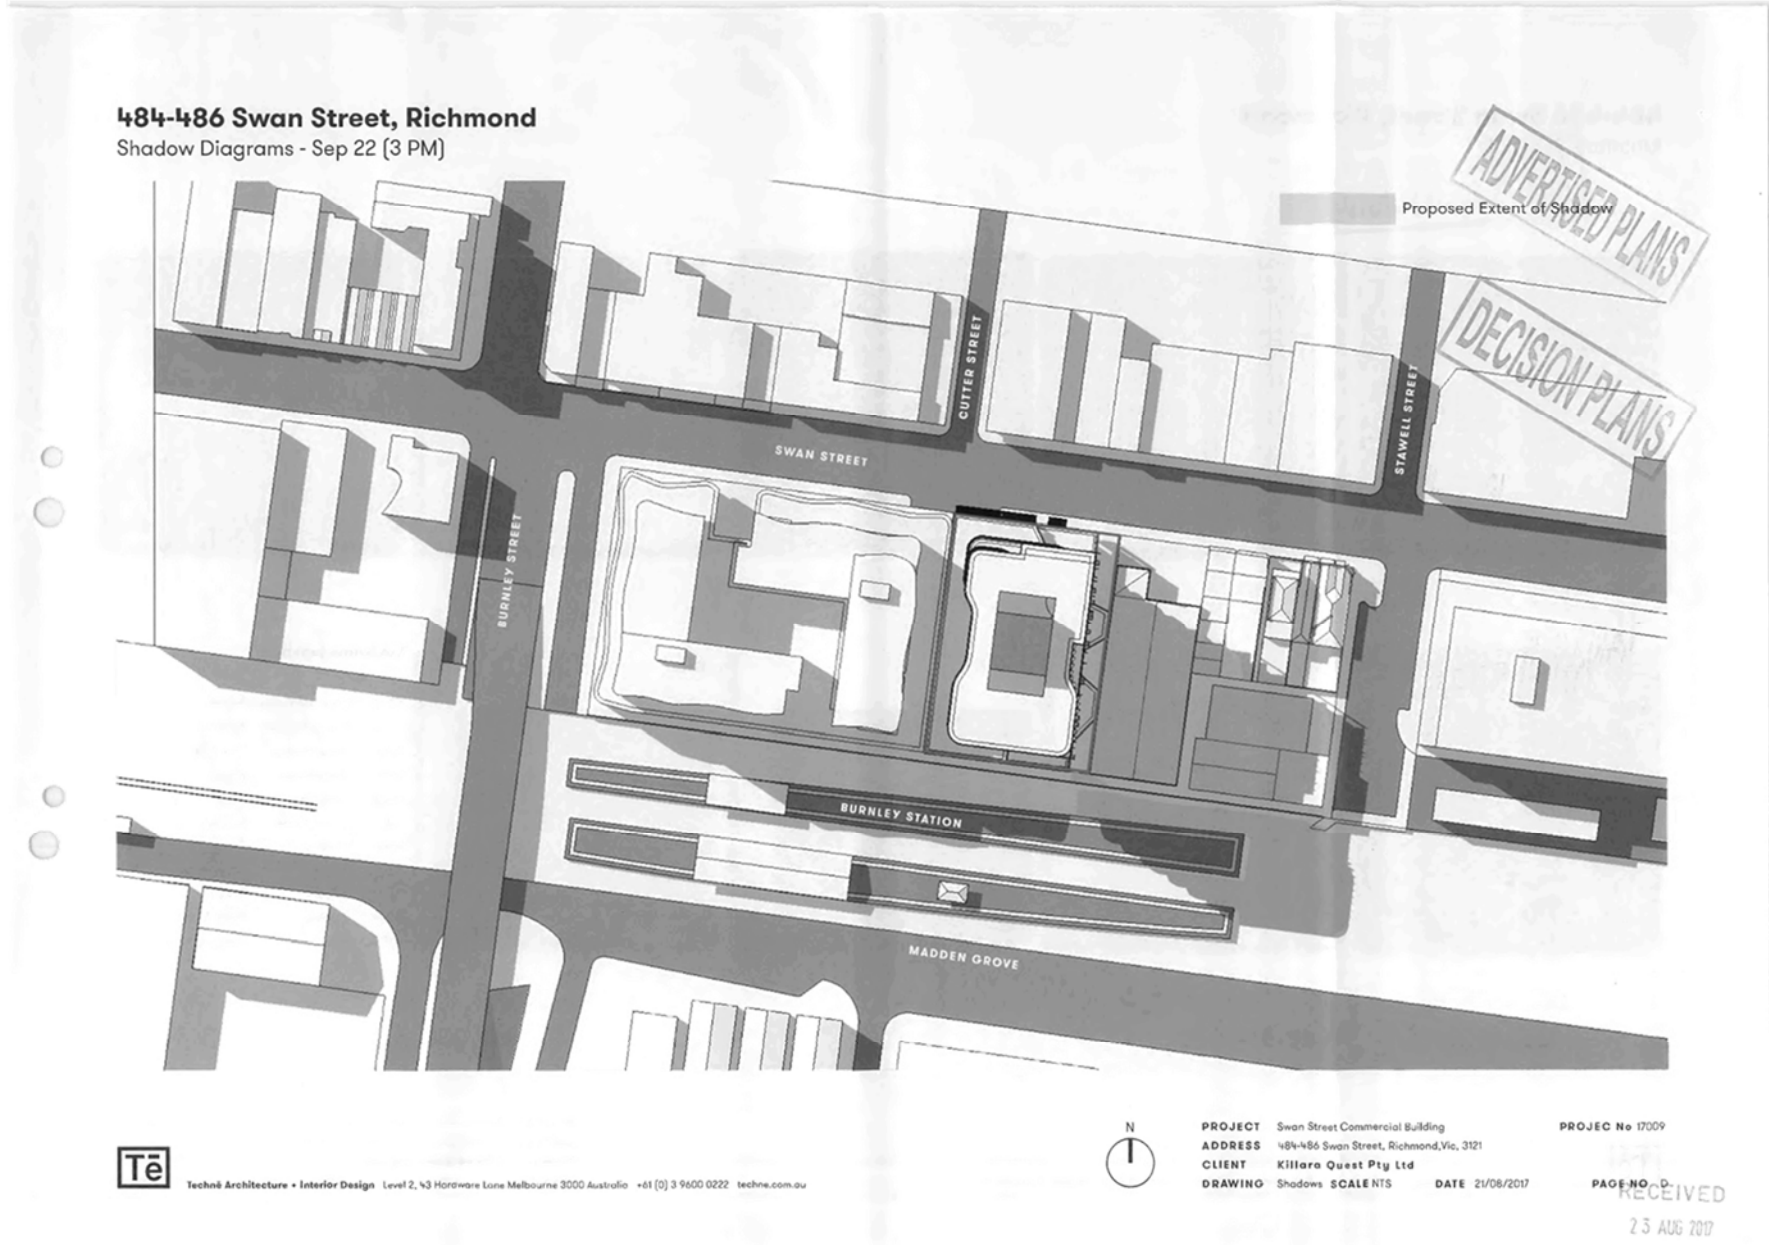 484-486 Swan Street, Richmond
Shadow Diagrams - Sep 22 (3 PM)
ADVERTISED PLANS
Proposed Extent of Shadow
DECISION PLANS
CUTTER STREET
STAWELL STREET
SWAN STREET
BURNLEY STREET
BURNLEY STATION
MADDEN GROVE
N
PROJECT Swan Street Commercial Building PROJEC No 17009
ADDRESS 484-486 Swan Street, Richmond,Vic, 3121
CLIENT Killara Quest Pty Ltd
DRAWING Shadows SCALE NTS DATE 21/08/2017 PAGE NO D
Tē
Technē Architecture + Interior Design Level 2, 43 Hardware Lane Melbourne 3000 Australia +61 (0) 3 9600 0222 techne.com.au
RECEIVED
23 AUG 2017